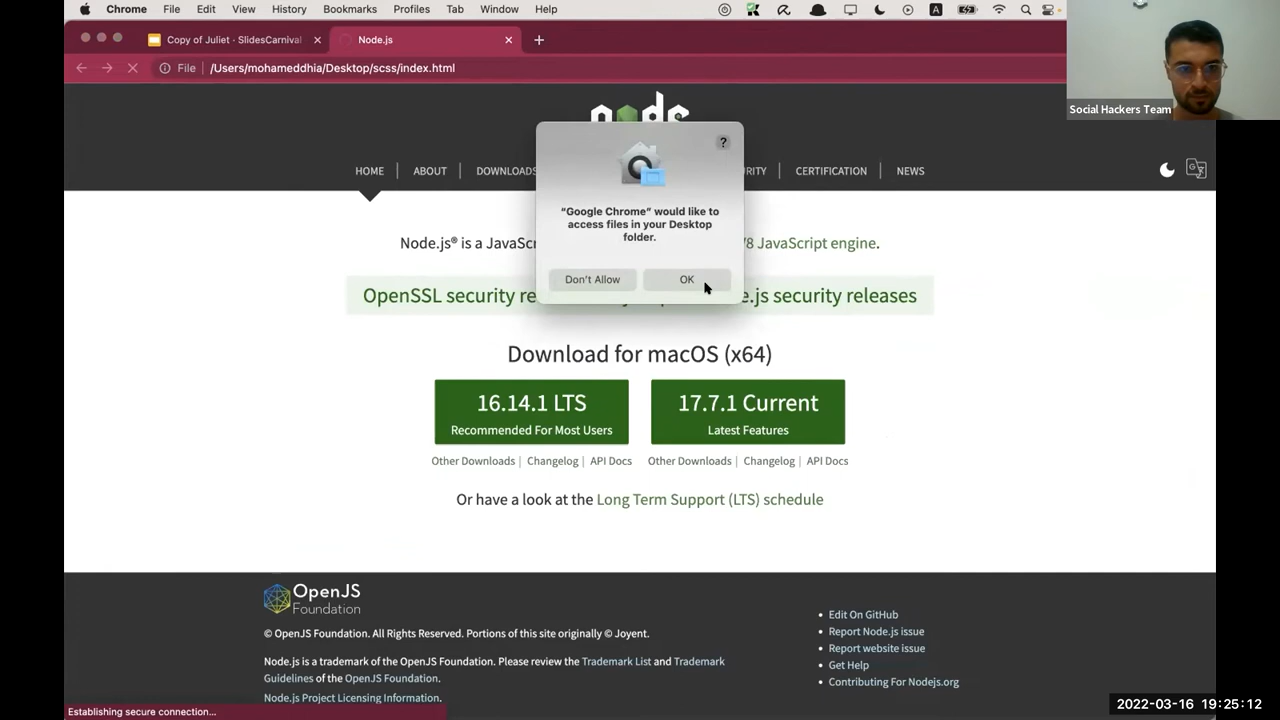 Chrome File Edit View History Bookmarks Profiles Tab Window Help A
Copy of Juliet · SlidesCarnival
Node.js
File /Users/mohameddhia/Desktop/scss/index.html
Social Hackers Team
node
?
HOME ABOUT DOWNLOADS URITY CERTIFICATION NEWS
“Google Chrome” would like to
access files in your Desktop
folder.
Don't Allow OK
Node.js® is a JavaScr V8 JavaScript engine.
OpenSSL security re e.js security releases
Download for macOS (x64)
16.14.1 LTS
Recommended For Most Users
17.7.1 Current
Latest Features
Other Downloads | Changelog | API Docs
Other Downloads | Changelog | API Docs
Or have a look at the Long Term Support (LTS) schedule
OpenJS
Foundation
© OpenJS Foundation. All Rights Reserved. Portions of this site originally © Joyent.
Node.js is a trademark of the OpenJS Foundation. Please review the Trademark List and Trademark
Guidelines of the OpenJS Foundation.
Node.js Project Licensing Information.
Edit On GitHub
Report Node.js issue
Report website issue
Get Help
Contributing For Nodejs.org
Establishing secure connection...
2022-03-16 19:25:12